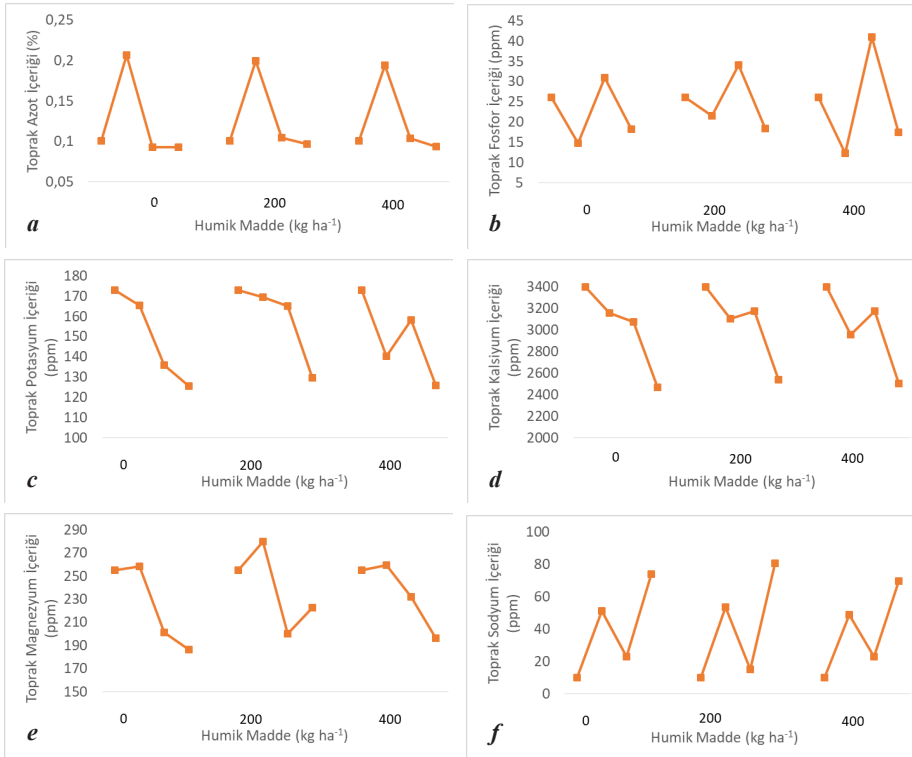 Toprak Azot İçeriği (%)
0,25
0,2
0,15
0,1
0,05
0
200
400
Humik Madde (kg ha⁻¹)
a
Toprak Fosfor İçeriği (ppm)
45
40
35
30
25
20
15
10
5
0
200
400
Humik Madde (kg ha⁻¹)
b
Toprak Potasyum İçeriği
(ppm)
180
170
160
150
140
130
120
110
100
0
200
400
Humik Madde (kg ha⁻¹)
c
Toprak Kalsiyum İçeriği
(ppm)
3400
3200
3000
2800
2600
2400
2200
2000
0
200
400
Humik Madde (kg ha⁻¹)
d
Toprak Magnezyum İçeriği
(ppm)
290
270
250
230
210
190
170
150
0
200
400
Humik Madde (kg ha⁻¹)
e
Toprak Sodyum İçeriği
(ppm)
100
80
60
40
20
0
0
200
400
Humik Madde (kg ha⁻¹)
f